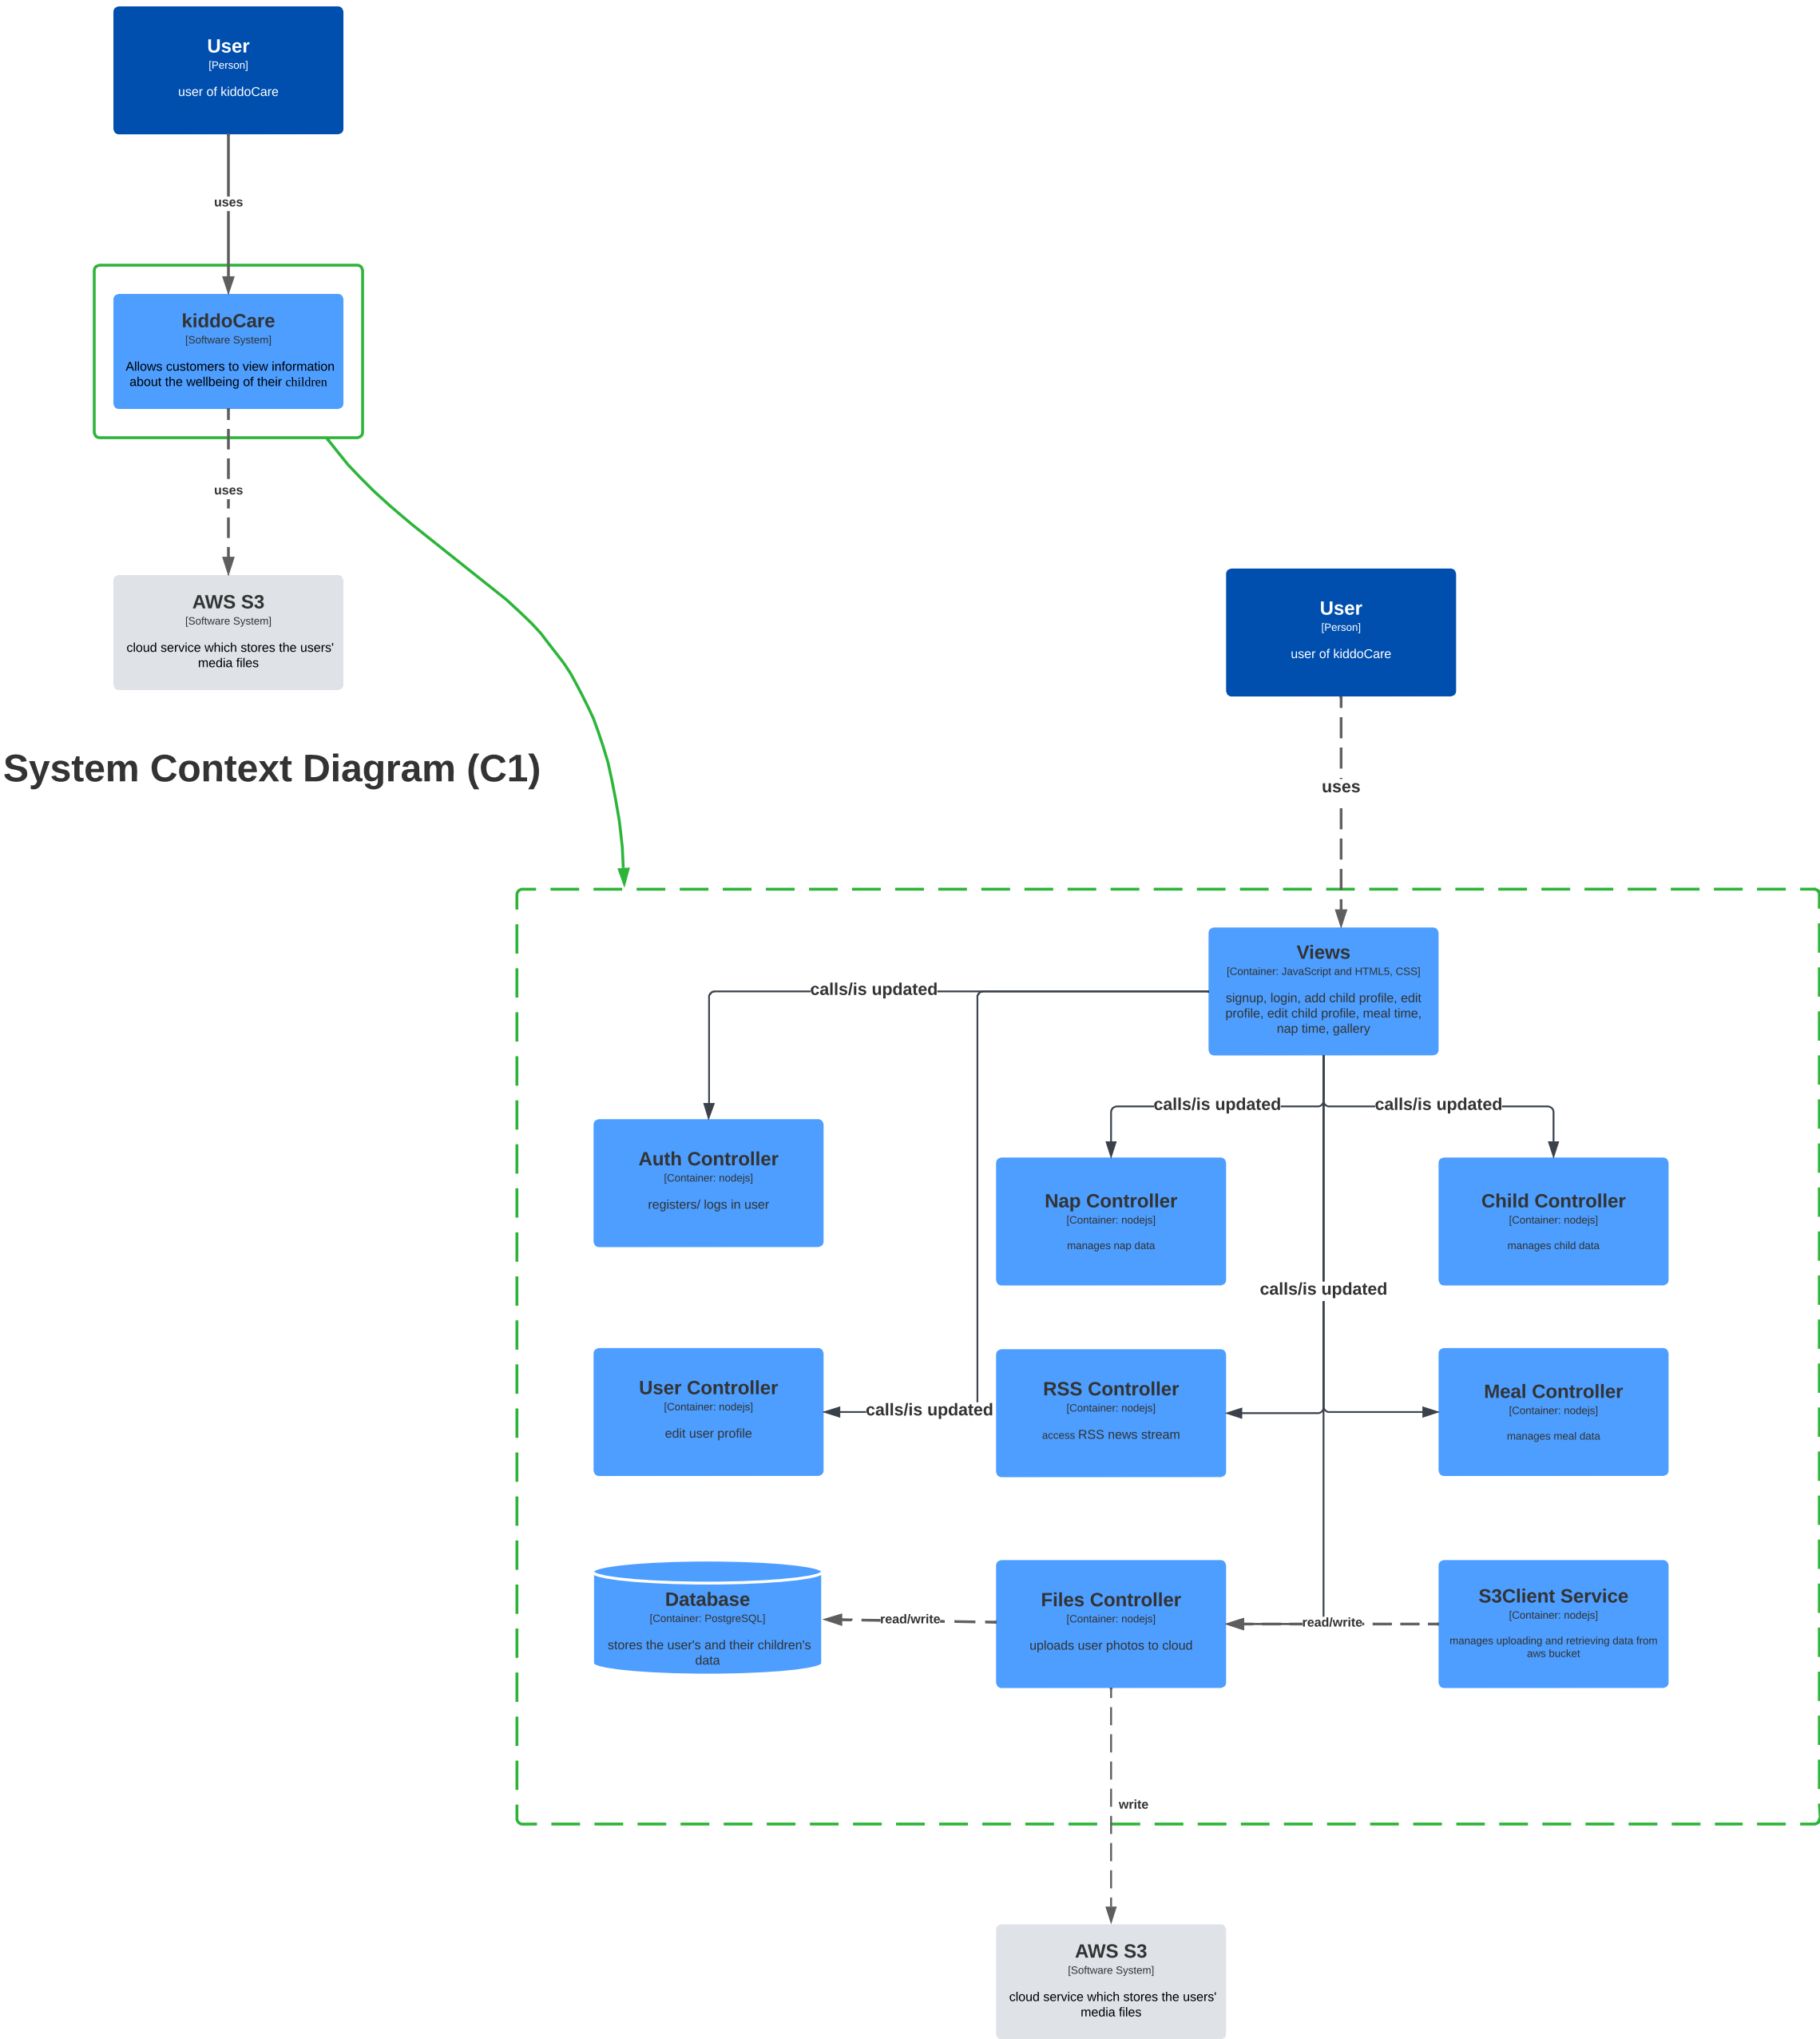 User
[Person]
user of kiddoCare
uses
kiddoCare
[Software System]
Allows customers to view information
about the wellbeing of their children
uses
AWS S3
[Software System]
cloud service which stores the users'
media files
System Context Diagram (C1)
User
[Person]
user of kiddoCare
uses
Views
[Container: JavaScript and HTML5, CSS]
signup, login, add child profile, edit
profile, edit child profile, meal time,
nap time, gallery
calls/is updated
calls/is updated
calls/is updated
Auth Controller
[Container: nodejs]
registers/ logs in user
Nap Controller
[Container: nodejs]
manages nap data
Child Controller
[Container: nodejs]
manages child data
calls/is updated
User Controller
[Container: nodejs]
edit user profile
calls/is updated
RSS Controller
[Container: nodejs]
access RSS news stream
Meal Controller
[Container: nodejs]
manages meal data
Database
[Container: PostgreSQL]
stores the user's and their children's
data
read/write
Files Controller
[Container: nodejs]
uploads user photos to cloud
read/write
S3Client Service
[Container: nodejs]
manages uploading and retrieving data from
aws bucket
write
AWS S3
[Software System]
cloud service which stores the users'
media files